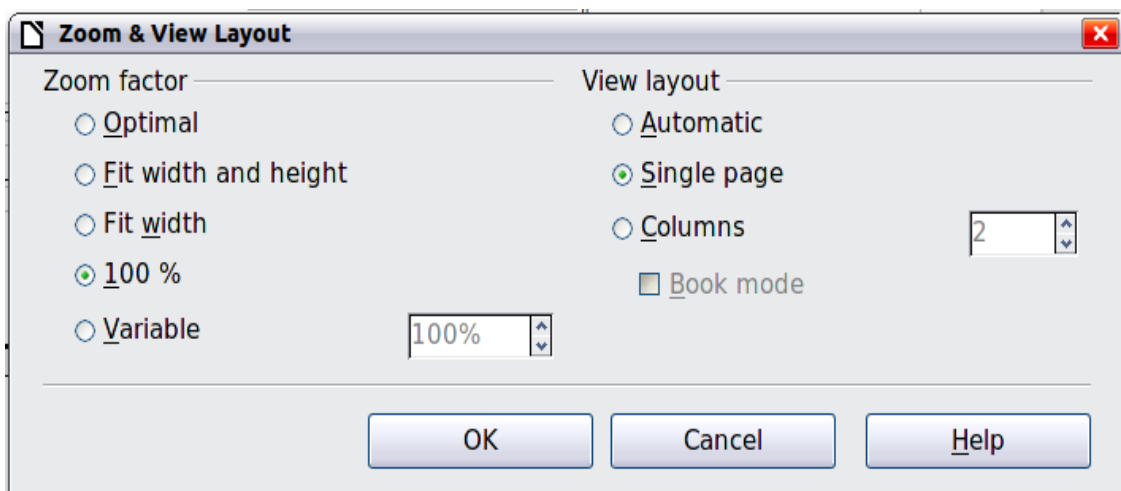 Zoom & View Layout
Zoom factor
Optimal
Fit width and height
Fit width
100 %
Variable
100%
View layout
Automatic
Single page
Columns
2
Book mode
OK
Cancel
Help